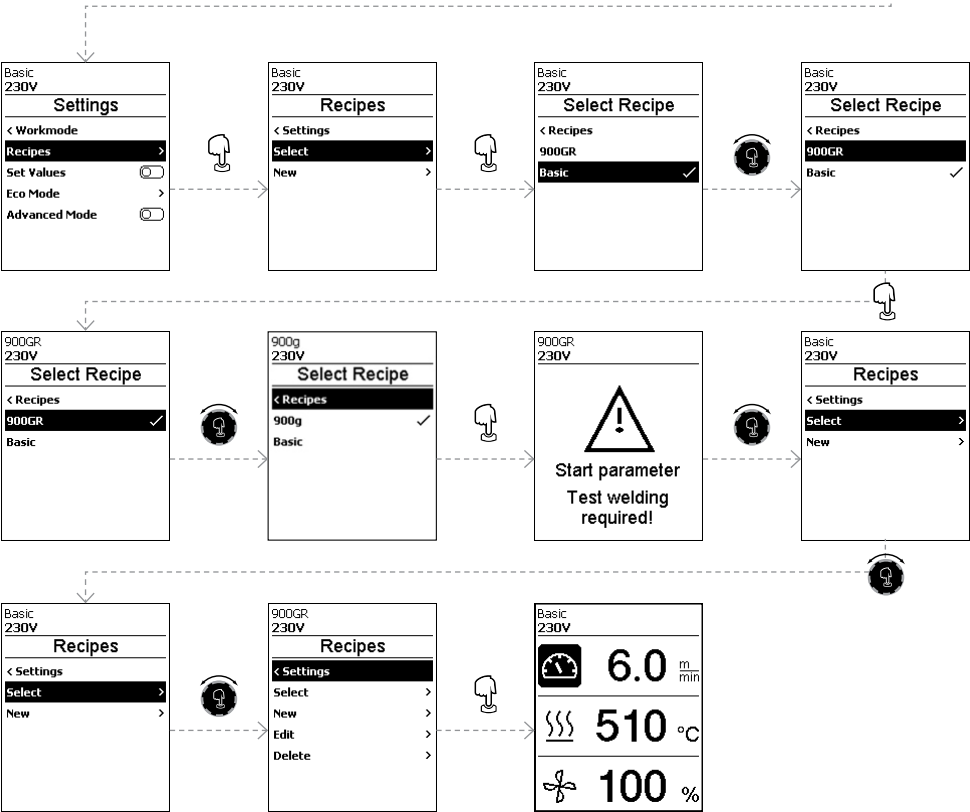 Basic
230V
Settings
< Workmode
Recipes >
Set Values
Eco Mode >
Advanced Mode
Basic
230V
Recipes
< Settings
Select >
New >
Basic
230V
Select Recipe
< Recipes
900GR
Basic ✓
Basic
230V
Select Recipe
< Recipes
900GR
Basic ✓
900GR
230V
Select Recipe
< Recipes
900GR ✓
Basic
900g
230V
Select Recipe
< Recipes
900g ✓
Basic
900GR
230V
Start parameter
Test welding
required!
Basic
230V
Recipes
< Settings
Select >
New >
Basic
230V
Recipes
< Settings
Select >
New >
900GR
230V
Recipes
< Settings
Select >
New >
Edit >
Delete >
Basic
230V
6.0 m/min
510 °C
100 %